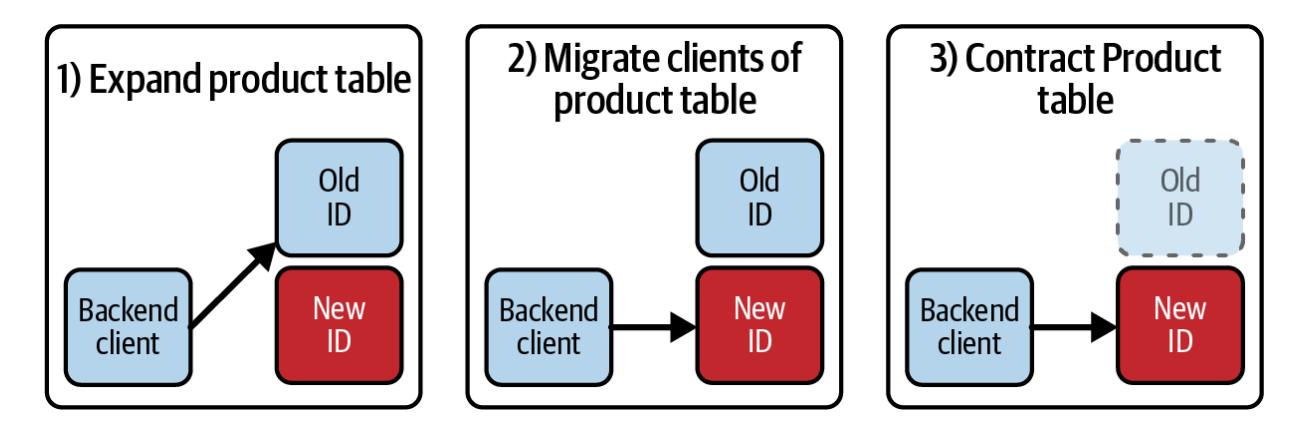 1) Expand product table
Old
ID
Backend
client
New
ID
2) Migrate clients of
product table
Old
ID
Backend
client
New
ID
3) Contract Product
table
Old
ID
Backend
client
New
ID